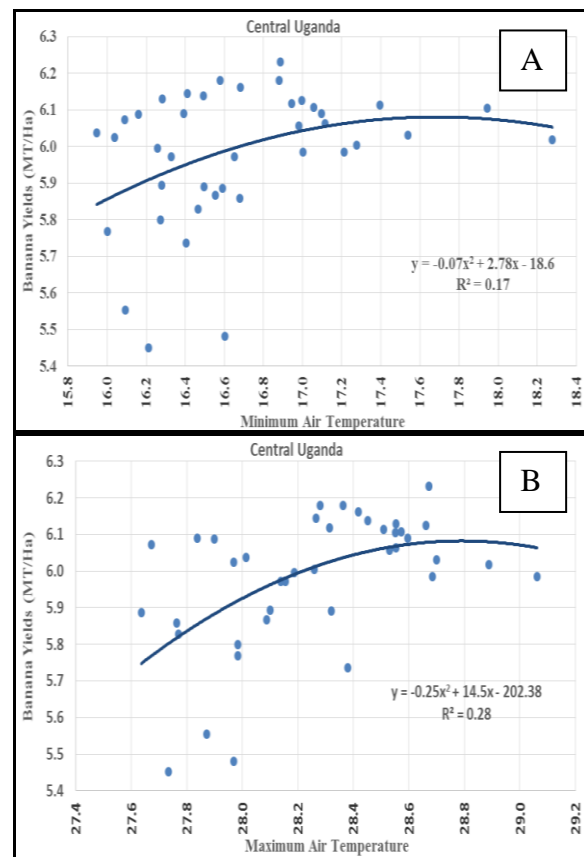 Central Uganda
A
6.3
6.2
6.1
6.0
5.9
5.8
5.7
5.6
5.5
5.4
Banana Yields (MT/Ha)
y = -0.07x² + 2.78x - 18.6
R² = 0.17
15.8 16.0 16.2 16.4 16.6 16.8 17.0 17.2 17.4 17.6 17.8 18.0 18.2 18.4
Minimum Air Temperature
Central Uganda
B
6.3
6.2
6.1
6.0
5.9
5.8
5.7
5.6
5.5
5.4
Banana Yields (MT/Ha)
y = -0.25x² + 14.5x - 202.38
R² = 0.28
27.4 27.6 27.8 28.0 28.2 28.4 28.6 28.8 29.0 29.2
Maximum Air Temperature